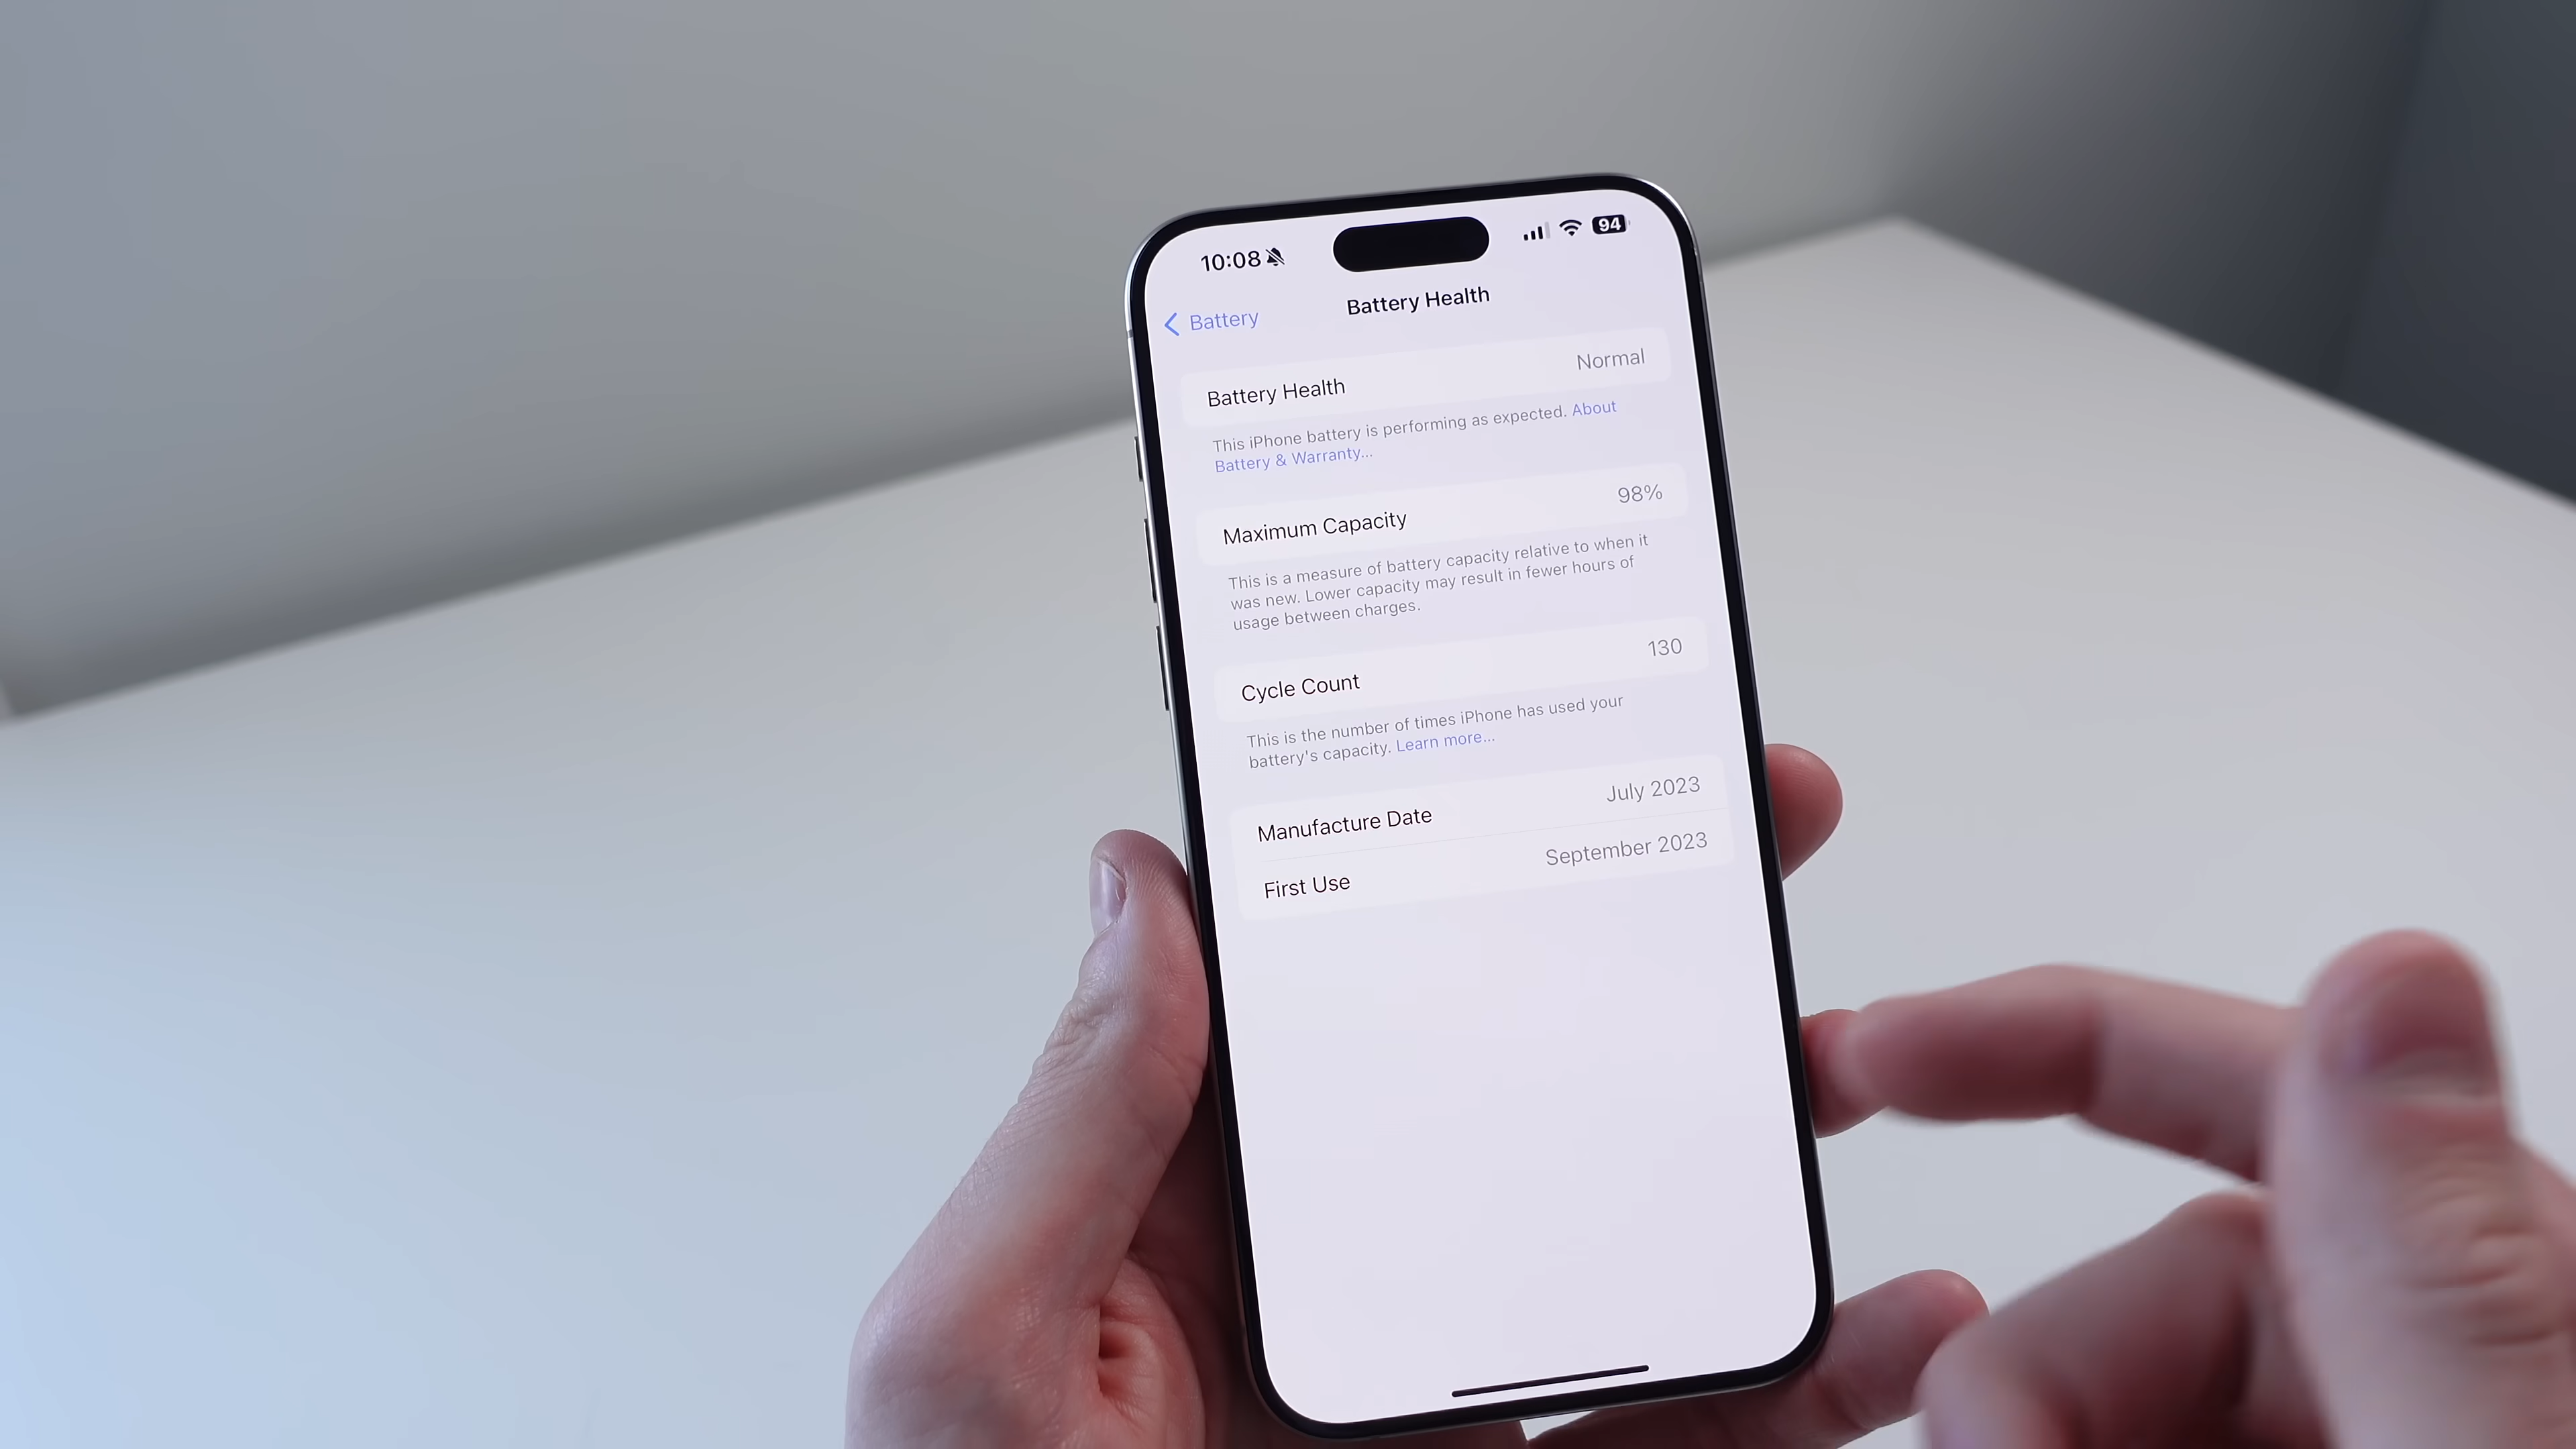 10:08
94
Battery
Battery Health
Battery Health Normal
This iPhone battery is performing as expected. About
Battery & Warranty...
Maximum Capacity 98%
This is a measure of battery capacity relative to when it
was new. Lower capacity may result in fewer hours of
usage between charges.
Cycle Count 130
This is the number of times iPhone has used your
battery's capacity. Learn more...
Manufacture Date July 2023
First Use September 2023